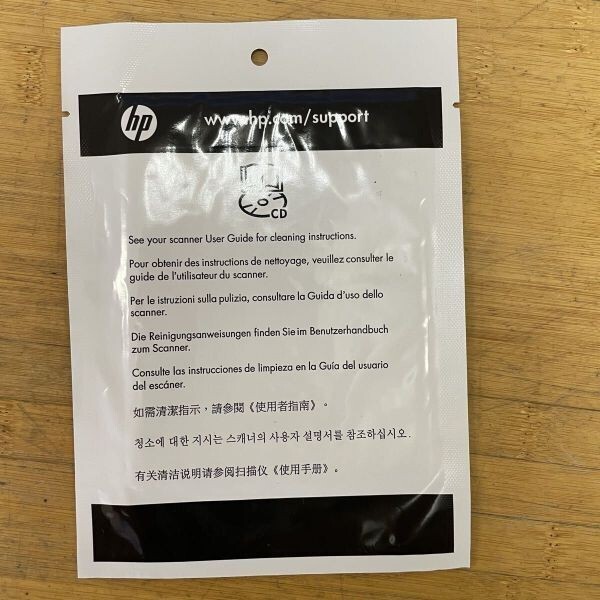 hp
www.hp.com/support
CD
See your scanner User Guide for cleaning instructions.
Pour obtenir des instructions de nettoyage, veuillez consulter le
guide de l'utilisateur du scanner.
Per le istruzioni sulla pulizia, consultare la Guida d'uso dello
scanner.
Die Reinigungsanweisungen finden Sie im Benutzerhandbuch
zum Scanner.
Consulte las instrucciones de limpieza en la Guía del usuario
del escáner.
如需清潔指示，請參閱《使用者指南》。
청소에 대한 지시는 스캐너의 사용자 설명서를 참조하십시오.
有关清洁说明请参阅扫描仪《使用手册》。